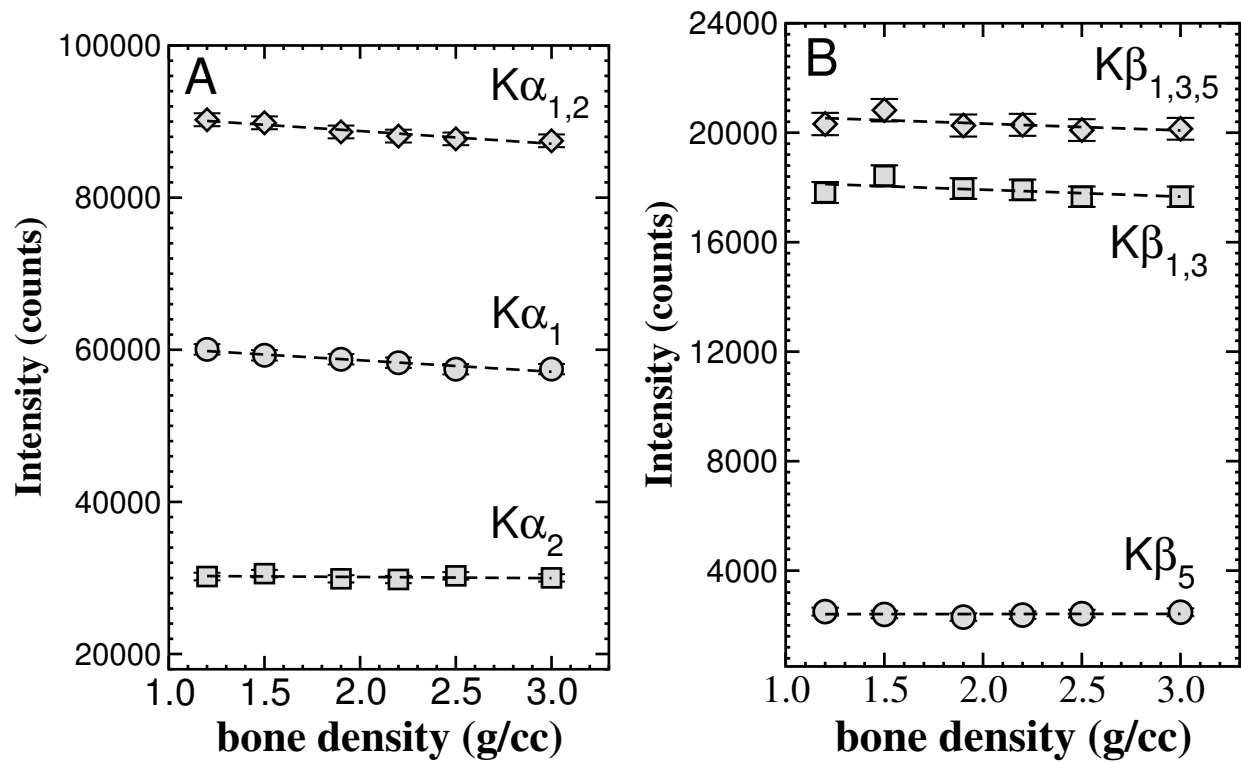 A
100000
80000
60000
40000
20000
Intensity (counts)
Kα1,2
Kα1
Kα2
1.0 1.5 2.0 2.5 3.0
bone density (g/cc)
B
24000
20000
16000
12000
8000
4000
Intensity (counts)
Kβ1,3,5
Kβ1,3
Kβ5
1.0 1.5 2.0 2.5 3.0
bone density (g/cc)